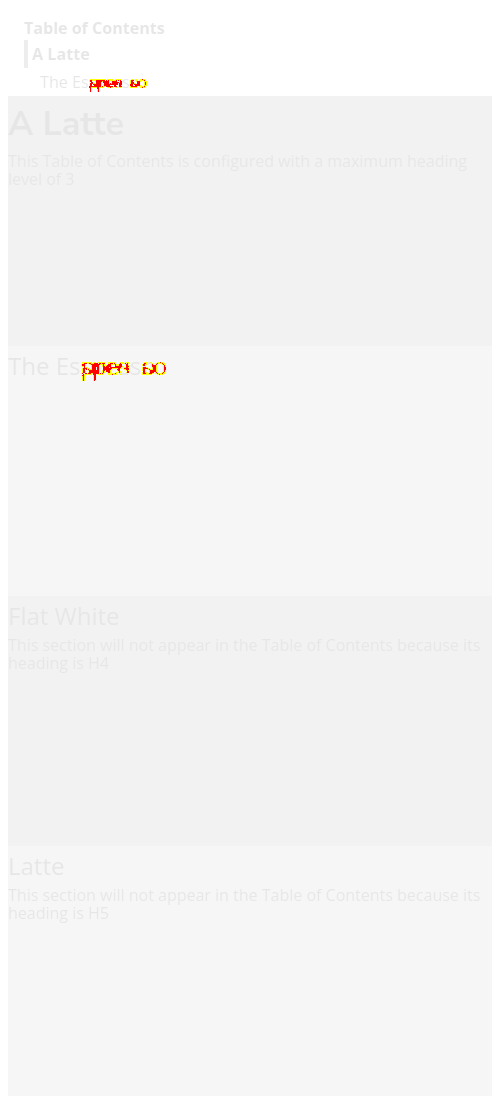 Table of Contents
A Latte
The
A Latte
This Table of Contents is configured with a maximum heading
level of 3
The
Flat White
This section will not appear in the Table of Contents because its
heading is H4
Latte
This section will not appear in the Table of Contents because its
heading is H5